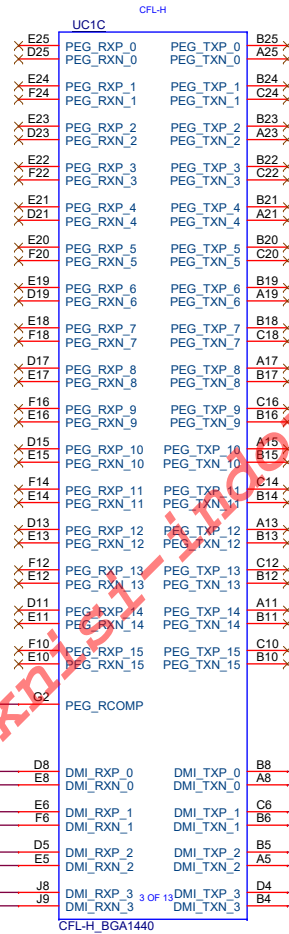 CFL-H
UC1C
E25 PEG_RXP_0 PEG_TXP_0 B25
D25 PEG_RXN_0 PEG_TXN_0 A25
E24 PEG_RXP_1 PEG_TXP_1 B24
F24 PEG_RXN_1 PEG_TXN_1 C24
E23 PEG_RXP_2 PEG_TXP_2 B23
D23 PEG_RXN_2 PEG_TXN_2 A23
E22 PEG_RXP_3 PEG_TXP_3 B22
F22 PEG_RXN_3 PEG_TXN_3 C22
E21 PEG_RXP_4 PEG_TXP_4 B21
D21 PEG_RXN_4 PEG_TXN_4 A21
E20 PEG_RXP_5 PEG_TXP_5 B20
F20 PEG_RXN_5 PEG_TXN_5 C20
E19 PEG_RXP_6 PEG_TXP_6 B19
D19 PEG_RXN_6 PEG_TXN_6 A19
E18 PEG_RXP_7 PEG_TXP_7 B18
F18 PEG_RXN_7 PEG_TXN_7 C18
D17 PEG_RXP_8 PEG_TXP_8 A17
E17 PEG_RXN_8 PEG_TXN_8 B17
F16 PEG_RXP_9 PEG_TXP_9 C16
E16 PEG_RXN_9 PEG_TXN_9 B16
D15 PEG_RXP_10 PEG_TXP_10 A15
E15 PEG_RXN_10 PEG_TXN_10 B15
F14 PEG_RXP_11 PEG_TXP_11 C14
E14 PEG_RXN_11 PEG_TXN_11 B14
D13 PEG_RXP_12 PEG_TXP_12 A13
E13 PEG_RXN_12 PEG_TXN_12 B13
F12 PEG_RXP_13 PEG_TXP_13 C12
E12 PEG_RXN_13 PEG_TXN_13 B12
D11 PEG_RXP_14 PEG_TXP_14 A11
E11 PEG_RXN_14 PEG_TXN_14 B11
F10 PEG_RXP_15 PEG_TXP_15 C10
E10 PEG_RXN_15 PEG_TXN_15 B10
G2 PEG_RCOMP
D8 DMI_RXP_0 DMI_TXP_0 B8
E8 DMI_RXN_0 DMI_TXN_0 A8
E6 DMI_RXP_1 DMI_TXP_1 C6
F6 DMI_RXN_1 DMI_TXN_1 B6
D5 DMI_RXP_2 DMI_TXP_2 B5
E5 DMI_RXN_2 DMI_TXN_2 A5
J8 DMI_RXP_3 3 OF 13 DMI_TXP_3 D4
J9 DMI_RXN_3 DMI_TXN_3 B4
CFL-H_BGA1440
knisi-indo